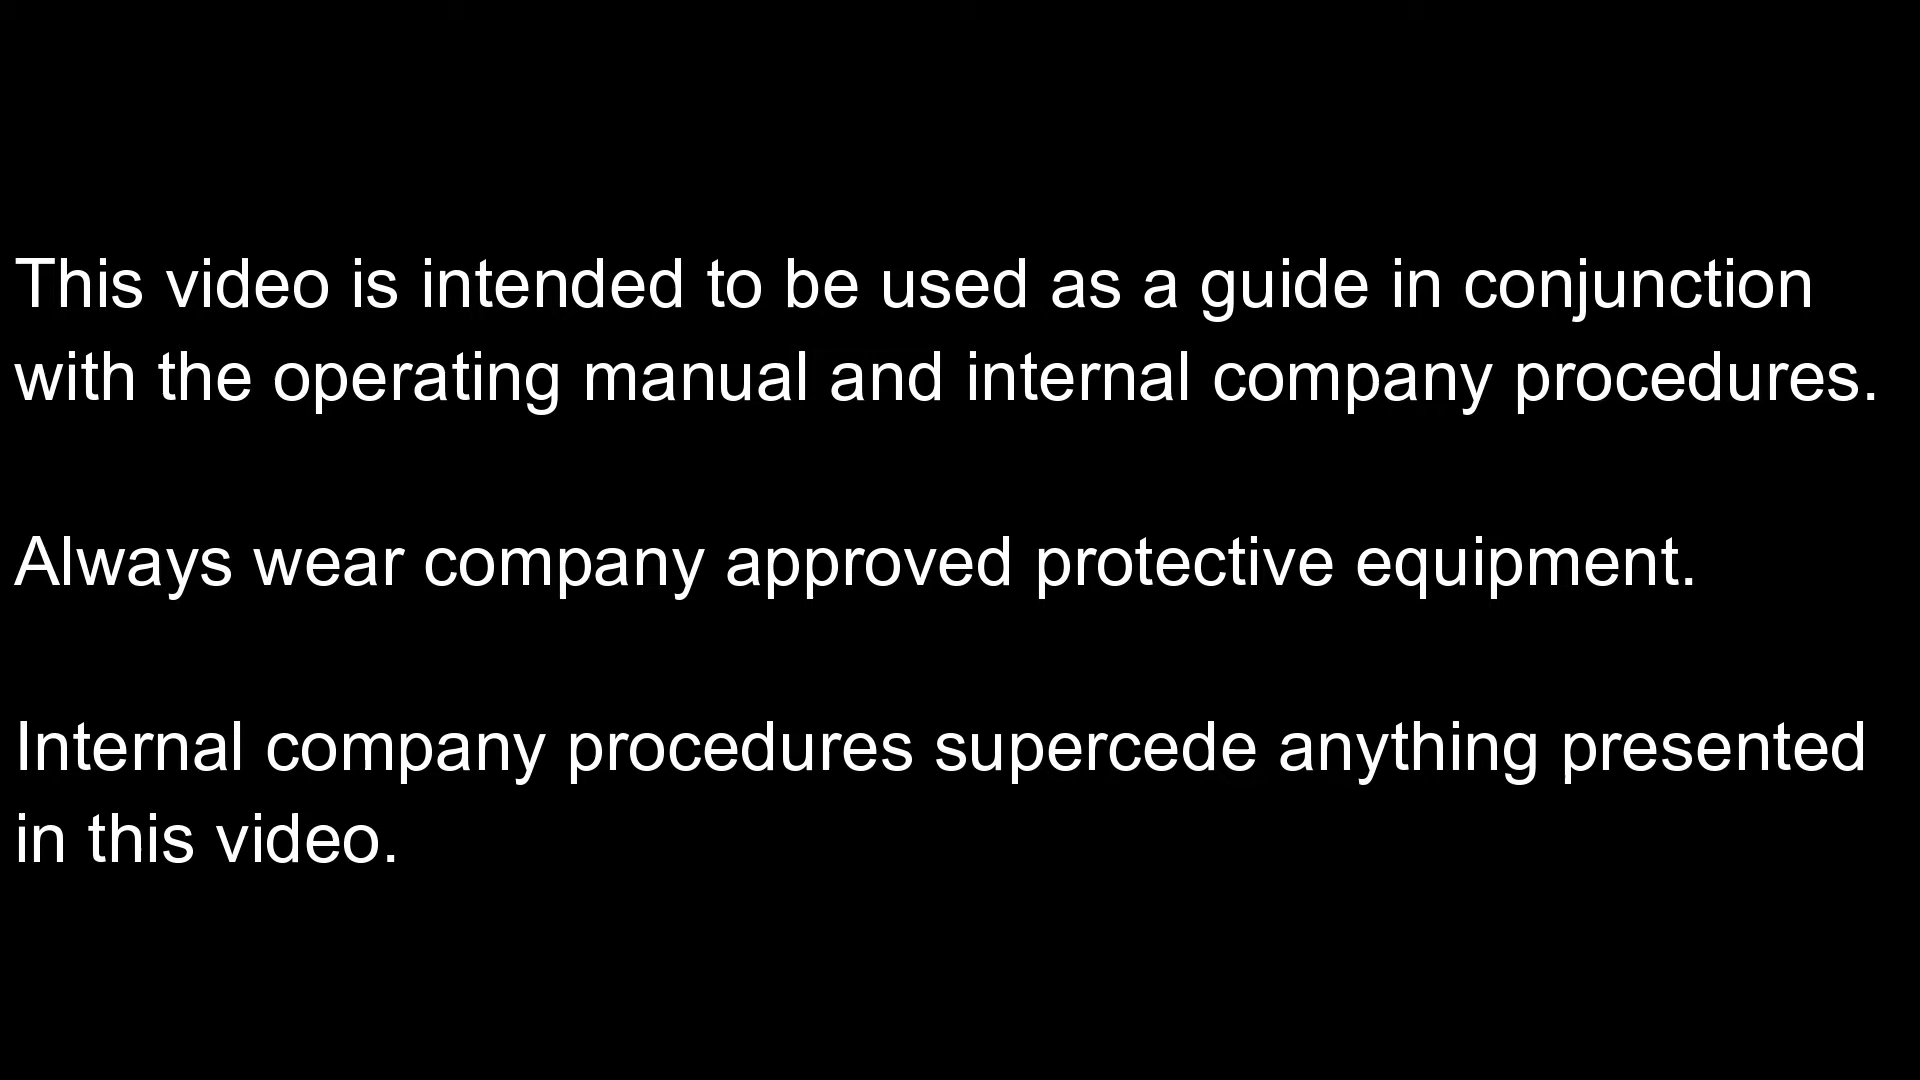 This video is intended to be used as a guide in conjunction
with the operating manual and internal company procedures.
Always wear company approved protective equipment.
Internal company procedures supercede anything presented
in this video.